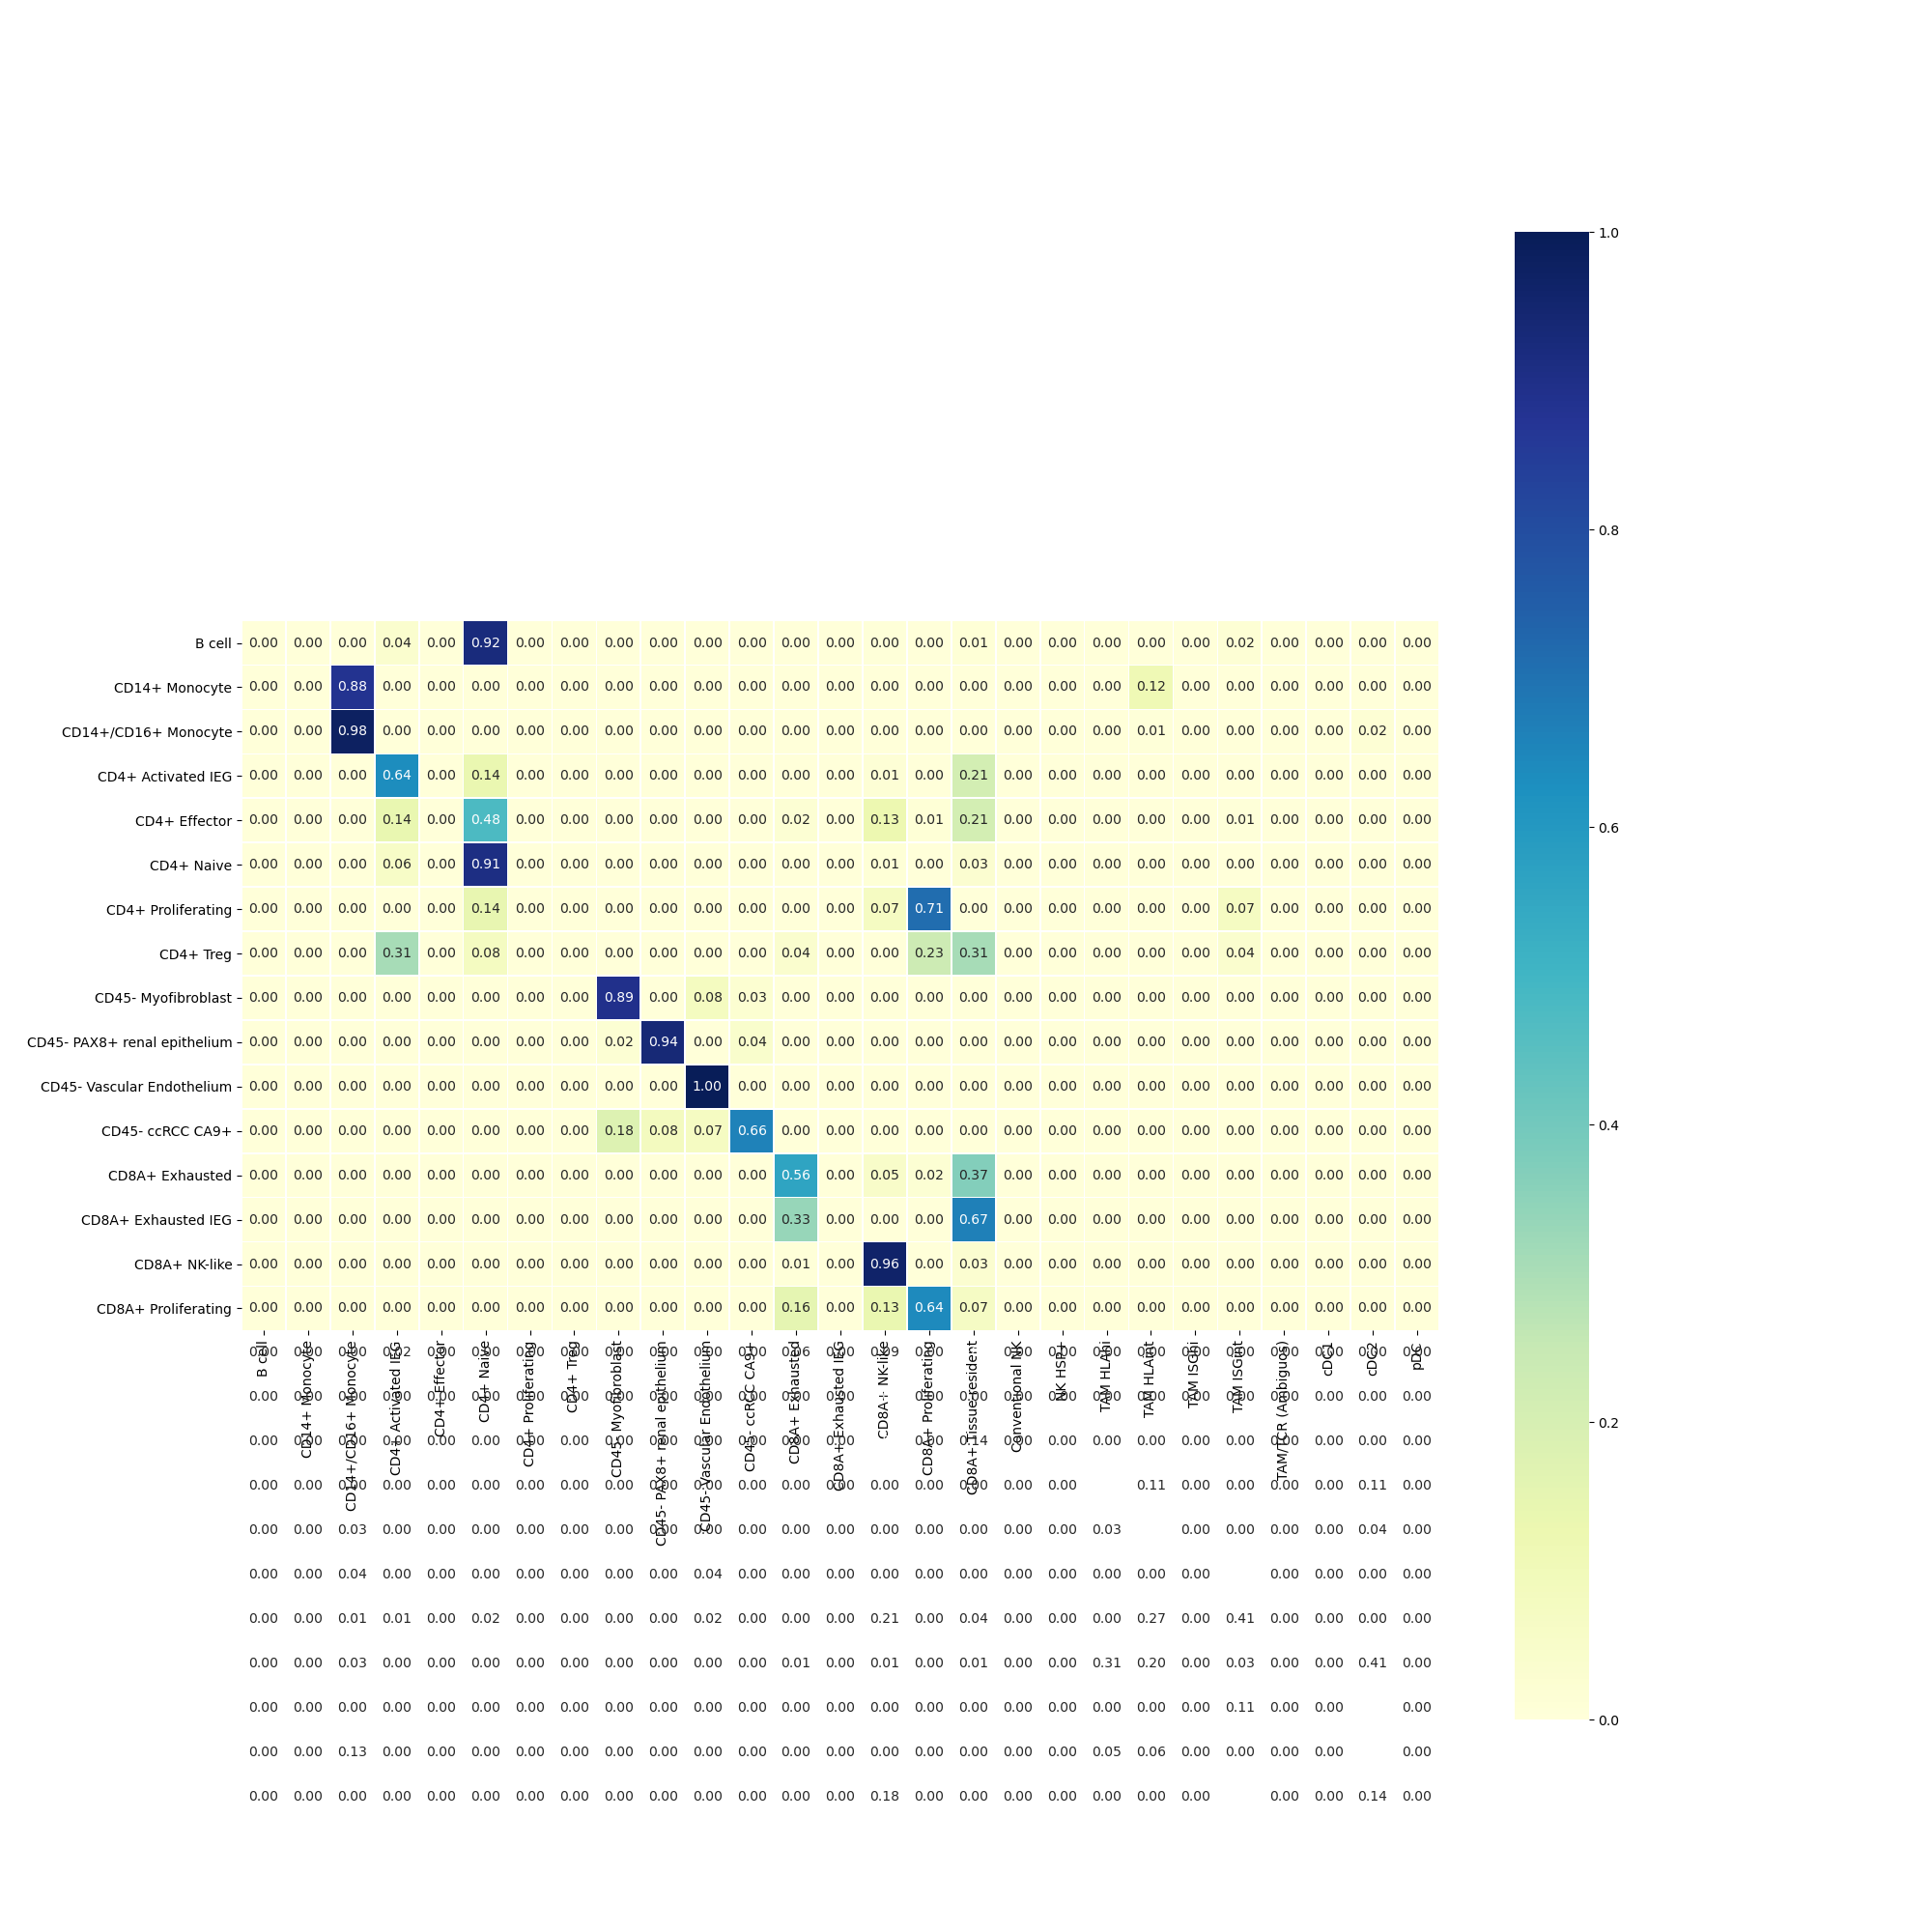 1.0
0.8
0.6
0.4
0.2
0.0
B cell 0.00 0.00 0.00 0.04 0.00 0.92 0.00 0.00 0.00 0.00 0.00 0.00 0.00 0.00 0.00 0.00 0.01 0.00 0.00 0.00 0.00 0.00 0.02 0.00 0.00 0.00 0.00
CD14+ Monocyte 0.00 0.00 0.88 0.00 0.00 0.00 0.00 0.00 0.00 0.00 0.00 0.00 0.00 0.00 0.00 0.00 0.00 0.00 0.00 0.00 0.12 0.00 0.00 0.00 0.00 0.00 0.00
CD14+/CD16+ Monocyte 0.00 0.00 0.98 0.00 0.00 0.00 0.00 0.00 0.00 0.00 0.00 0.00 0.00 0.00 0.00 0.00 0.00 0.00 0.00 0.00 0.01 0.00 0.00 0.00 0.00 0.02 0.00
CD4+ Activated IEG 0.00 0.00 0.00 0.64 0.00 0.14 0.00 0.00 0.00 0.00 0.00 0.00 0.00 0.00 0.01 0.00 0.21 0.00 0.00 0.00 0.00 0.00 0.00 0.00 0.00 0.00 0.00
CD4+ Effector 0.00 0.00 0.00 0.14 0.00 0.48 0.00 0.00 0.00 0.00 0.00 0.00 0.02 0.00 0.13 0.01 0.21 0.00 0.00 0.00 0.00 0.00 0.01 0.00 0.00 0.00 0.00
CD4+ Naive 0.00 0.00 0.00 0.06 0.00 0.91 0.00 0.00 0.00 0.00 0.00 0.00 0.00 0.00 0.01 0.00 0.03 0.00 0.00 0.00 0.00 0.00 0.00 0.00 0.00 0.00 0.00
CD4+ Proliferating 0.00 0.00 0.00 0.00 0.00 0.14 0.00 0.00 0.00 0.00 0.00 0.00 0.00 0.00 0.07 0.71 0.00 0.00 0.00 0.00 0.00 0.00 0.07 0.00 0.00 0.00 0.00
CD4+ Treg 0.00 0.00 0.00 0.31 0.00 0.08 0.00 0.00 0.00 0.00 0.00 0.00 0.04 0.00 0.00 0.23 0.31 0.00 0.00 0.00 0.00 0.00 0.04 0.00 0.00 0.00 0.00
CD45- Myofibroblast 0.00 0.00 0.00 0.00 0.00 0.00 0.00 0.00 0.89 0.00 0.08 0.03 0.00 0.00 0.00 0.00 0.00 0.00 0.00 0.00 0.00 0.00 0.00 0.00 0.00 0.00 0.00
CD45- PAX8+ renal epithelium 0.00 0.00 0.00 0.00 0.00 0.00 0.00 0.00 0.02 0.94 0.00 0.04 0.00 0.00 0.00 0.00 0.00 0.00 0.00 0.00 0.00 0.00 0.00 0.00 0.00 0.00 0.00
CD45- Vascular Endothelium 0.00 0.00 0.00 0.00 0.00 0.00 0.00 0.00 0.00 0.00 1.00 0.00 0.00 0.00 0.00 0.00 0.00 0.00 0.00 0.00 0.00 0.00 0.00 0.00 0.00 0.00 0.00
CD45- ccRCC CA9+ 0.00 0.00 0.00 0.00 0.00 0.00 0.00 0.00 0.18 0.08 0.07 0.66 0.00 0.00 0.00 0.00 0.00 0.00 0.00 0.00 0.00 0.00 0.00 0.00 0.00 0.00 0.00
CD8A+ Exhausted 0.00 0.00 0.00 0.00 0.00 0.00 0.00 0.00 0.00 0.00 0.00 0.00 0.56 0.00 0.05 0.02 0.37 0.00 0.00 0.00 0.00 0.00 0.00 0.00 0.00 0.00 0.00
CD8A+ Exhausted IEG 0.00 0.00 0.00 0.00 0.00 0.00 0.00 0.00 0.00 0.00 0.00 0.00 0.33 0.00 0.00 0.00 0.67 0.00 0.00 0.00 0.00 0.00 0.00 0.00 0.00 0.00 0.00
CD8A+ NK-like 0.00 0.00 0.00 0.00 0.00 0.00 0.00 0.00 0.00 0.00 0.00 0.00 0.01 0.00 0.96 0.00 0.03 0.00 0.00 0.00 0.00 0.00 0.00 0.00 0.00 0.00 0.00
CD8A+ Proliferating 0.00 0.00 0.00 0.00 0.00 0.00 0.00 0.00 0.00 0.00 0.00 0.00 0.16 0.00 0.13 0.64 0.07 0.00 0.00 0.00 0.00 0.00 0.00 0.00 0.00 0.00 0.00
B cell
CD14+ Monocyte
CD14+/CD16+ Monocyte
CD4+ Activated IEG
CD4+ Effector
CD4+ Naive
CD4+ Proliferating
CD4+ Treg
CD45- Myofibroblast
CD45- PAX8+ renal epithelium
CD45- Vascular Endothelium
CD45- ccRCC CA9+
CD8A+ Exhausted
CD8A+ Exhausted IEG
CD8A+ NK-like
CD8A+ Proliferating
CD8A+ Tissue-resident
Conventional NK
NK HSP+
TAM HLAhi
TAM HLAint
TAM ISGhi
TAM ISGint
TAM/TCR (Ambiguos)
cDC1
cDC2
pDC
0.00 0.00 0.00 0.00 0.00 0.00 0.00 0.00 0.00 0.00 0.00 0.00 0.00 0.00 0.00 0.00 0.00 0.00 0.00 0.11 0.00 0.00 0.00 0.00 0.11 0.00
0.00 0.00 0.03 0.00 0.00 0.00 0.00 0.00 0.00 0.00 0.00 0.00 0.00 0.00 0.00 0.00 0.00 0.00 0.00 0.03 0.00 0.00 0.00 0.00 0.04 0.00
0.00 0.00 0.04 0.00 0.00 0.00 0.00 0.00 0.00 0.00 0.04 0.00 0.00 0.00 0.00 0.00 0.00 0.00 0.00 0.00 0.00 0.00 0.00 0.00 0.00 0.00
0.00 0.00 0.01 0.01 0.00 0.02 0.00 0.00 0.00 0.00 0.02 0.00 0.00 0.00 0.21 0.00 0.04 0.00 0.00 0.00 0.27 0.00 0.41 0.00 0.00 0.00 0.00
0.00 0.00 0.03 0.00 0.00 0.00 0.00 0.00 0.00 0.00 0.00 0.00 0.01 0.00 0.01 0.00 0.01 0.00 0.00 0.31 0.20 0.00 0.03 0.00 0.00 0.41 0.00
0.00 0.00 0.00 0.00 0.00 0.00 0.00 0.00 0.00 0.00 0.00 0.00 0.00 0.00 0.00 0.00 0.00 0.00 0.00 0.00 0.00 0.00 0.11 0.00 0.00 0.00
0.00 0.00 0.13 0.00 0.00 0.00 0.00 0.00 0.00 0.00 0.00 0.00 0.00 0.00 0.00 0.00 0.00 0.00 0.00 0.05 0.06 0.00 0.00 0.00 0.00 0.00
0.00 0.00 0.00 0.00 0.00 0.00 0.00 0.00 0.00 0.00 0.00 0.00 0.00 0.00 0.18 0.00 0.00 0.00 0.00 0.00 0.00 0.00 0.00 0.00 0.14 0.00